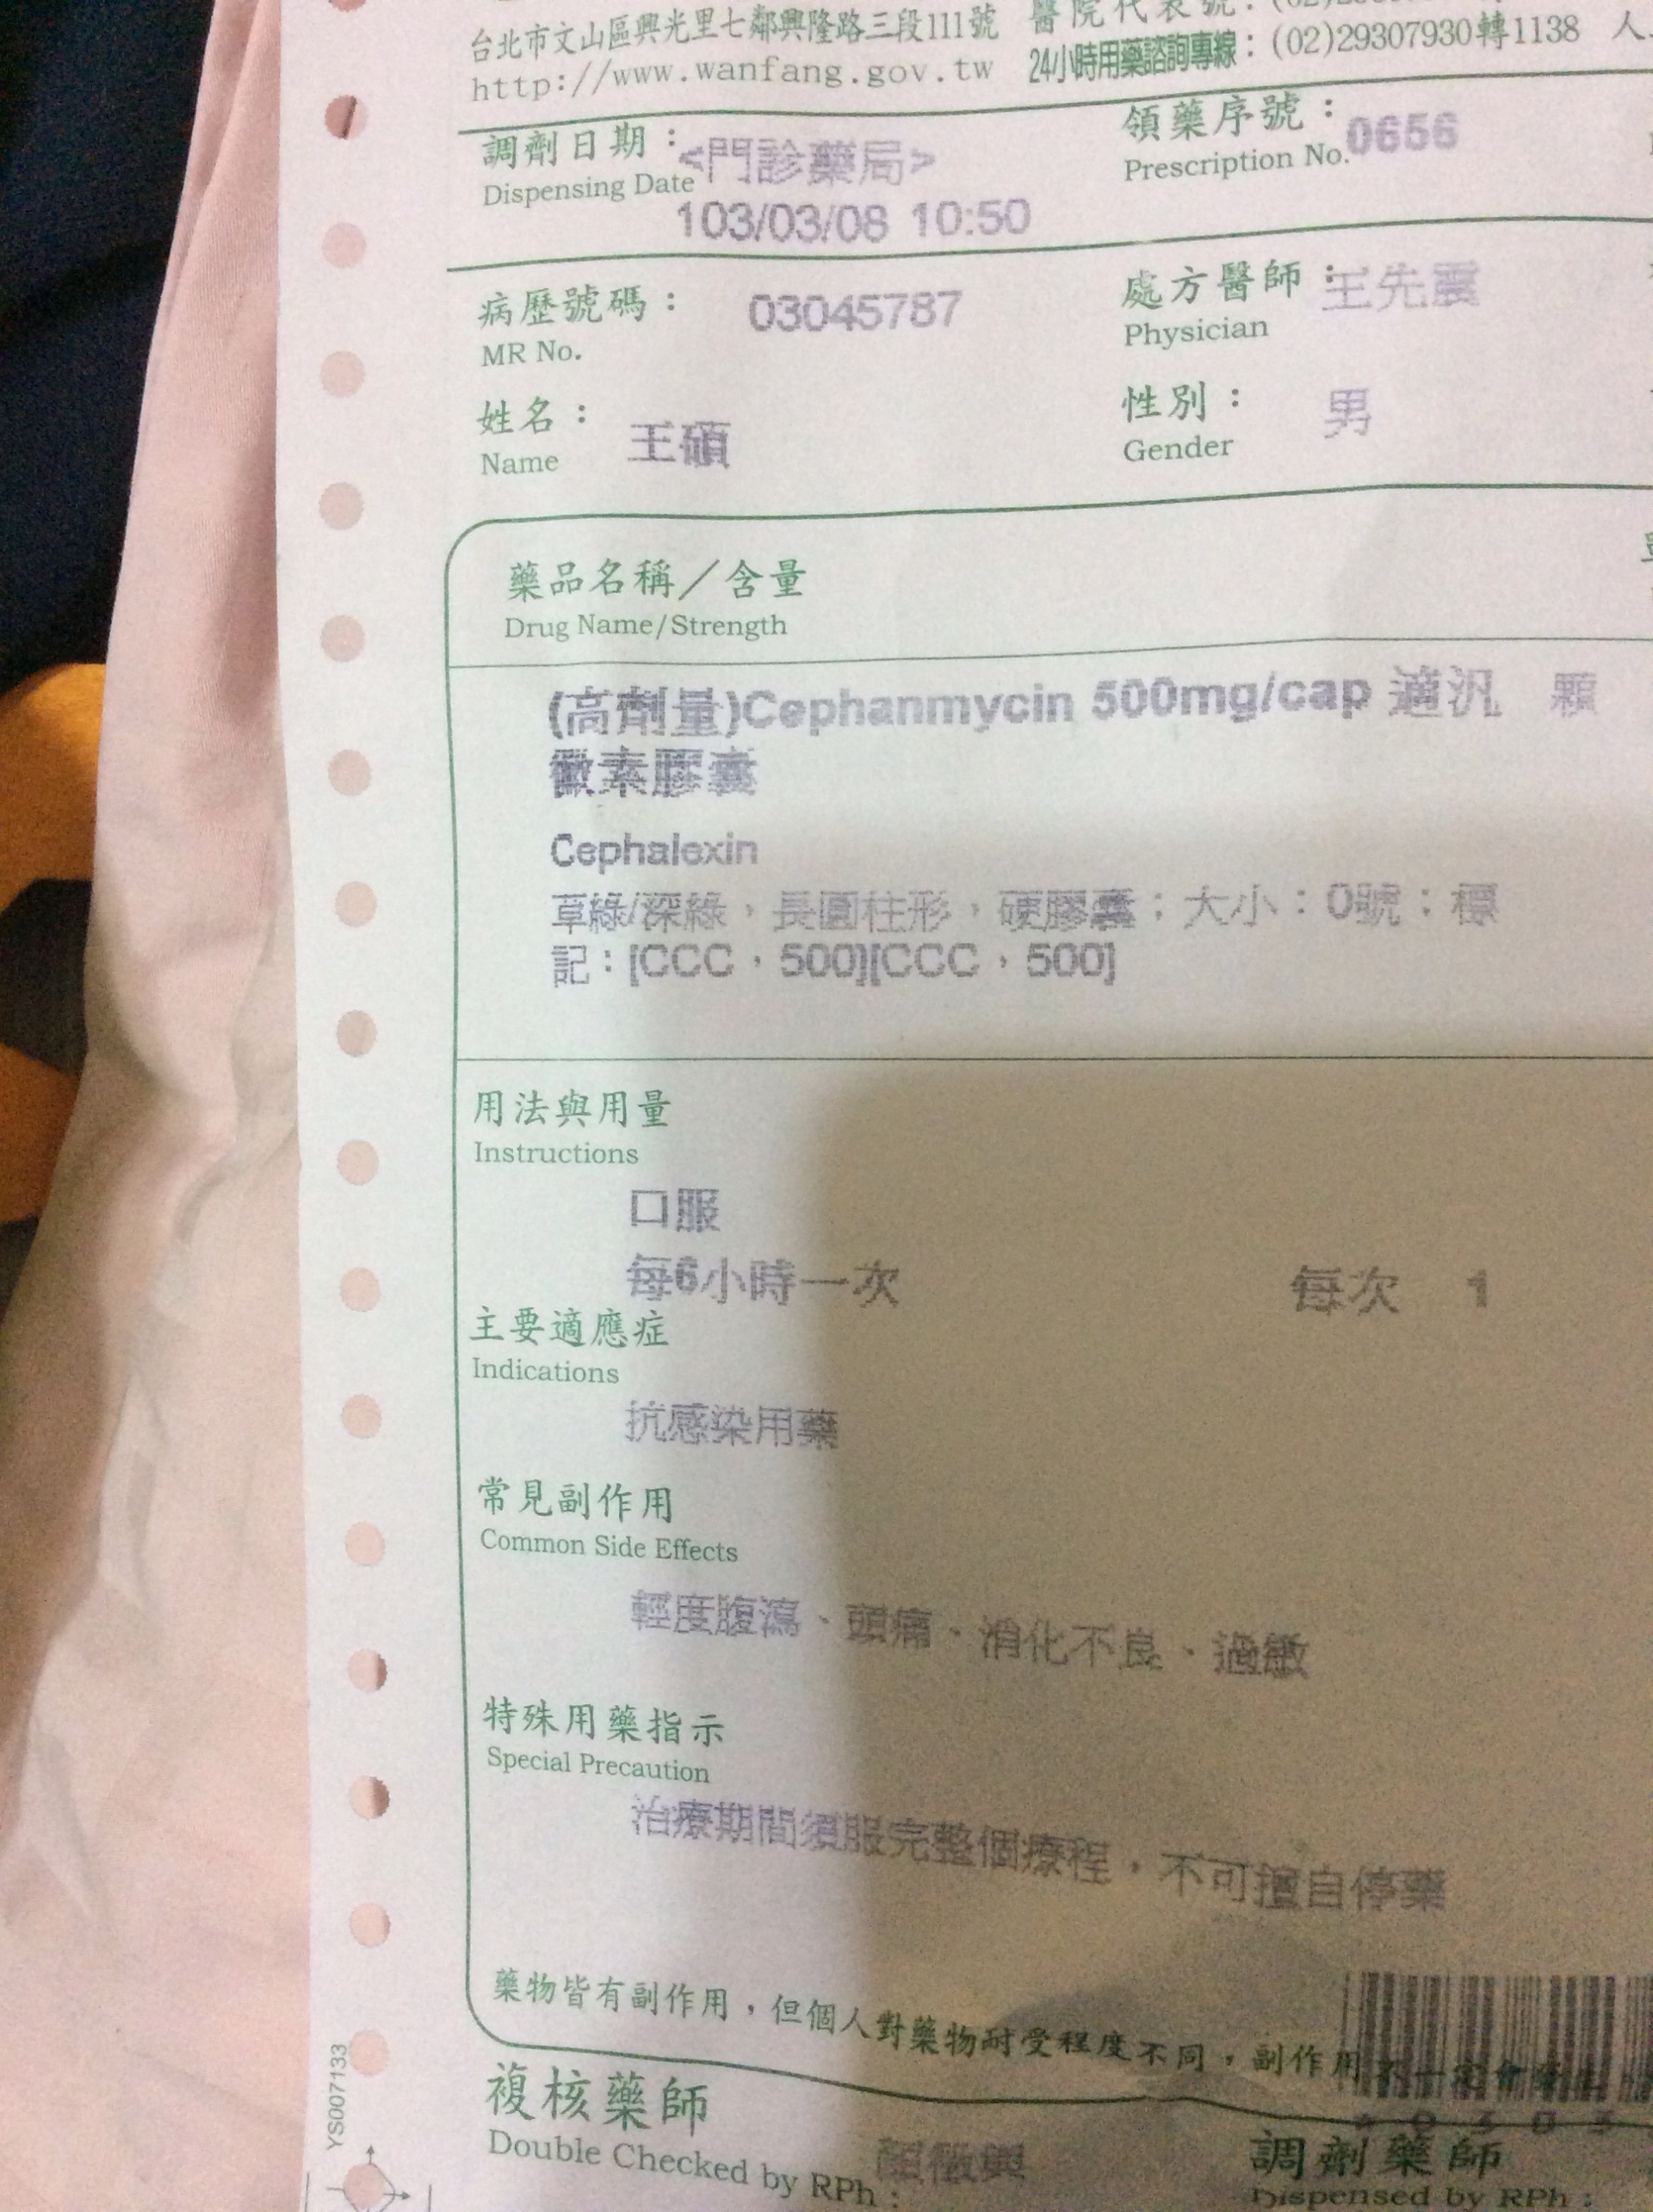 台北市文山區興光里七鄰興隆路三段111號 醫院代表號：
http://www.wanfang.gov.tw 24小時用藥諮詢專線：(02)29307930轉1138 人
調劑日期： <門診藥局> 領藥序號： 0656
Dispensing Date Prescription No.
103/03/08 10:50
病歷號碼： 03045787 處方醫師： 王先震
MR No. Physician
姓名： 王碩 性別： 男
Name Gender
藥品名稱／含量
Drug Name/Strength
(高劑量)Cephanmycin 500mg/cap 適汎 顆
黴素膠囊
Cephalexin
草綠/深綠，長圓柱形，硬膠囊；大小：0號；標
記：[CCC，500][CCC，500]
用法與用量
Instructions
口服
每6小時一次 每次 1
主要適應症
Indications
抗感染用藥
常見副作用
Common Side Effects
輕度腹瀉、頭痛、消化不良、過敏
特殊用藥指示
Special Precaution
治療期間須服完整個療程，不可擅自停藥
藥物皆有副作用，但個人對藥物耐受程度不同，副作用不一定會
複核藥師 調劑藥師
Double Checked by RPh： Dispensed by RPh：
YS007133